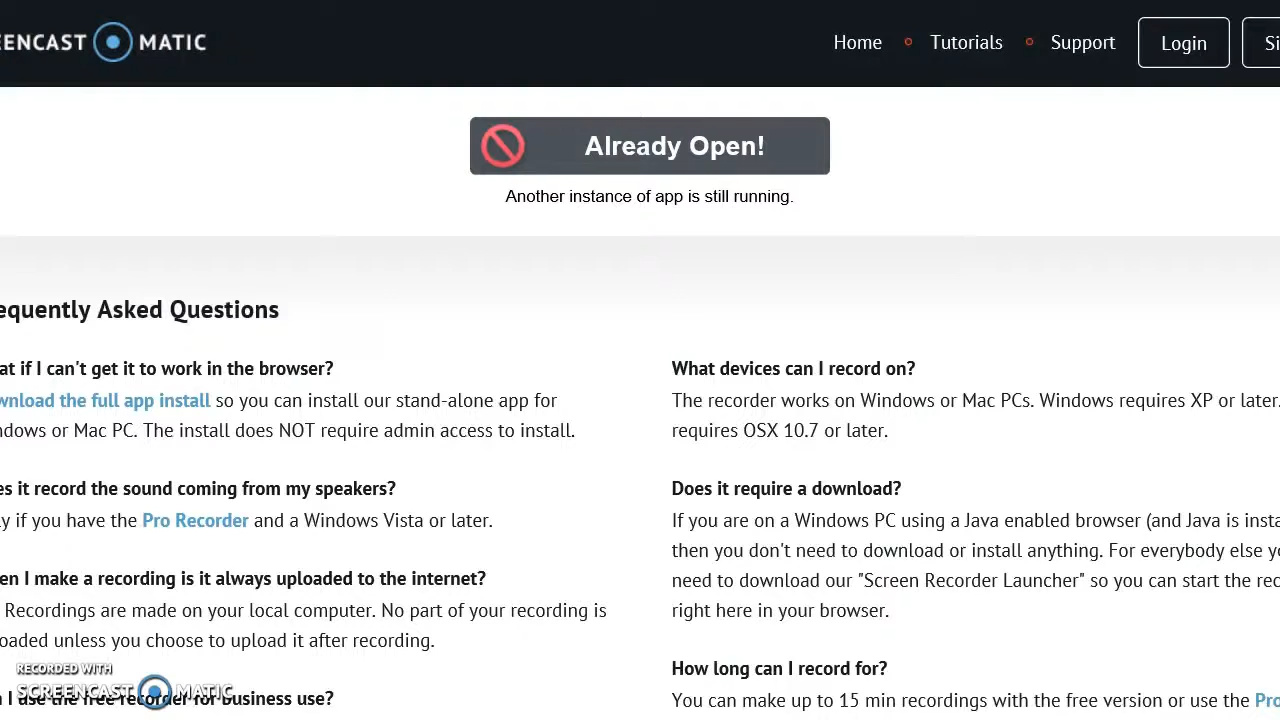 EENCAST MATIC
Home
Tutorials
Support
Login
Si
Already Open!
Another instance of app is still running.
equently Asked Questions
at if I can't get it to work in the browser?
wnload the full app install so you can install our stand-alone app for
ndows or Mac PC. The install does NOT require admin access to install.
es it record the sound coming from my speakers?
ly if you have the Pro Recorder and a Windows Vista or later.
en I make a recording is it always uploaded to the internet?
Recordings are made on your local computer. No part of your recording is
oaded unless you choose to upload it after recording.
n I use the free recorder for business use?
What devices can I record on?
The recorder works on Windows or Mac PCs. Windows requires XP or later.
requires OSX 10.7 or later.
Does it require a download?
If you are on a Windows PC using a Java enabled browser (and Java is insta
then you don't need to download or install anything. For everybody else yo
need to download our "Screen Recorder Launcher" so you can start the rec
right here in your browser.
How long can I record for?
You can make up to 15 min recordings with the free version or use the Pro
RECORDED WITH
SCREENCAST MATIC